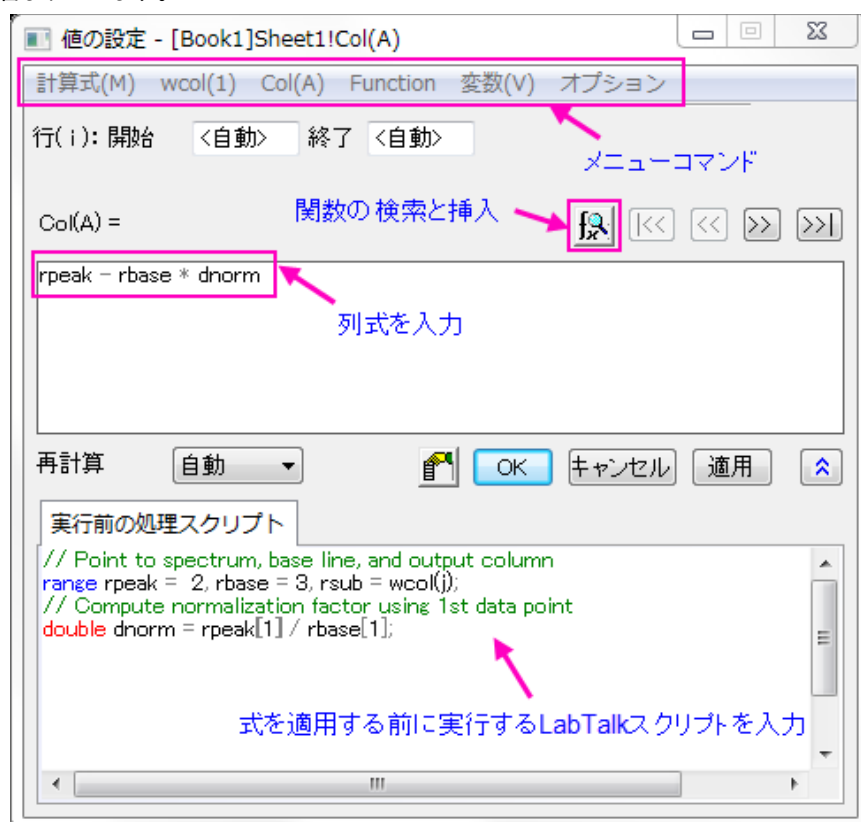 値の設定 - [Book1]Sheet1!Col(A)
計算式(M) wcol(1) Col(A) Function 変数(V) オプション
行(i): 開始 <自動> 終了 <自動>
メニューコマンド
関数の検索と挿入
Col(A) =
|<< << >> >>|
rpeak - rbase * dnorm
列式を入力
再計算 自動 OK キャンセル 適用
実行前の処理スクリプト
// Point to spectrum, base line, and output column
range rpeak = 2, rbase = 3, rsub = wcol(j);
// Compute normalization factor using 1st data point
double dnorm = rpeak[1] / rbase[1];
式を適用する前に実行するLabTalkスクリプトを入力